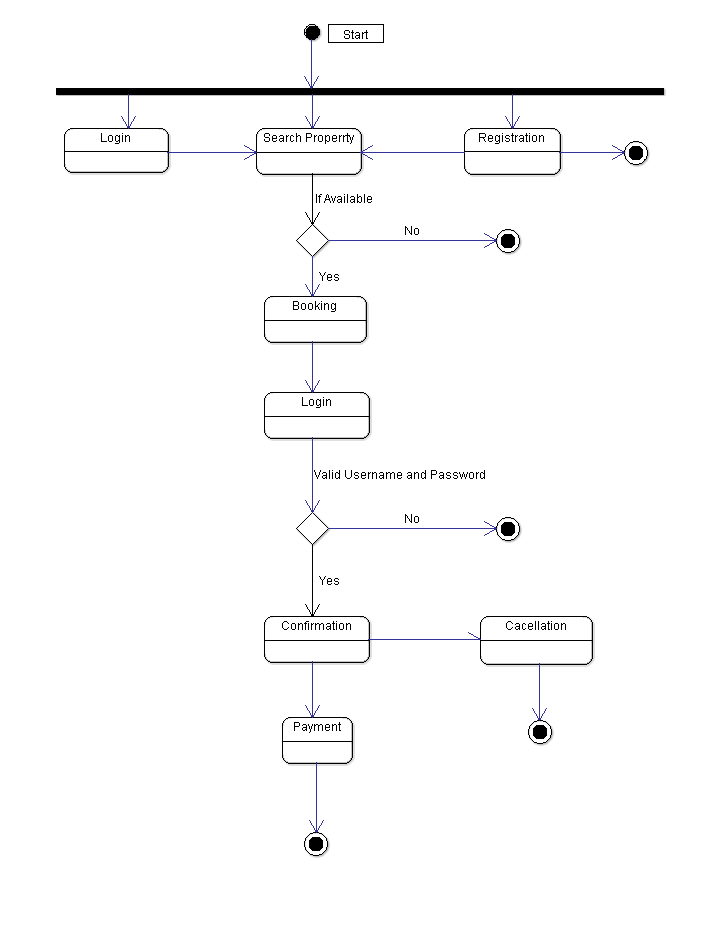 Start
Login
Search Properrty
Registration
If Available
No
Yes
Booking
Login
Valid Username and Password
No
Yes
Confirmation
Cacellation
Payment